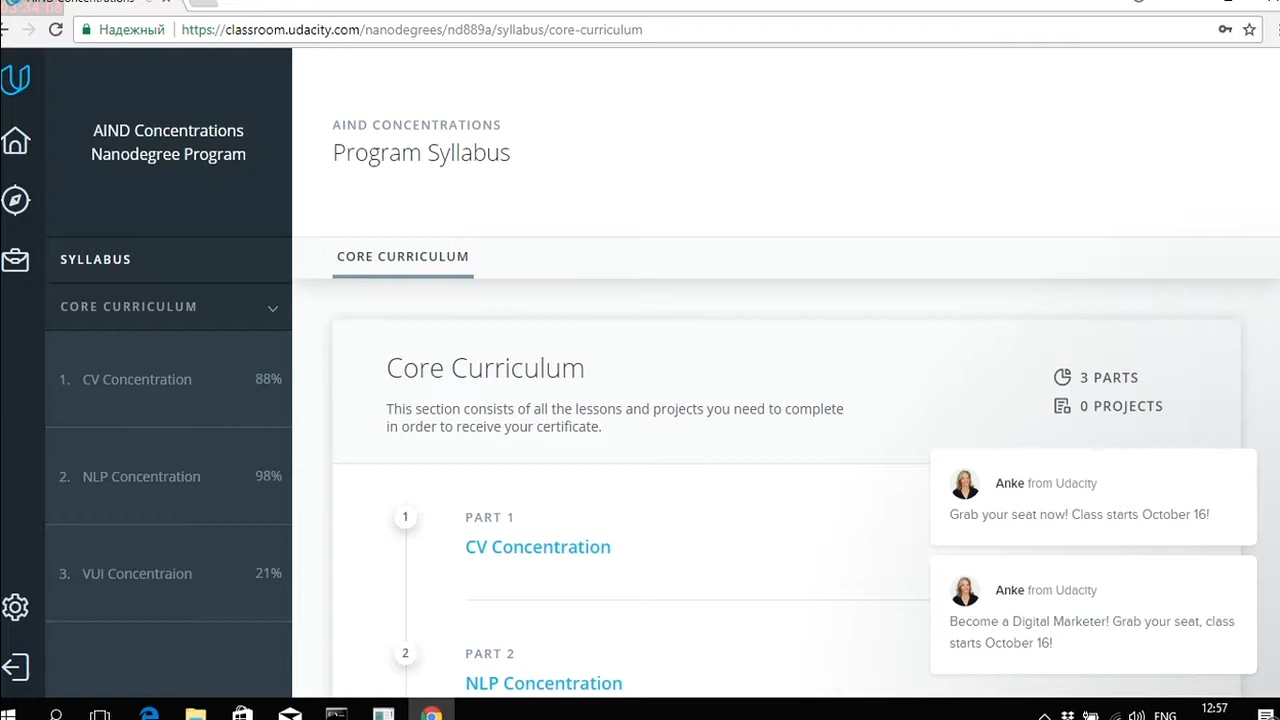 AIND Concentrations
Надежный
https://classroom.udacity.com/nanodegrees/nd889a/syllabus/core-curriculum
AIND Concentrations
Nanodegree Program
SYLLABUS
CORE CURRICULUM
1. CV Concentration 88%
2. NLP Concentration 98%
3. VUI Concentraion 21%
AIND CONCENTRATIONS
Program Syllabus
CORE CURRICULUM
Core Curriculum
This section consists of all the lessons and projects you need to complete
in order to receive your certificate.
3 PARTS
0 PROJECTS
1
PART 1
CV Concentration
2
PART 2
NLP Concentration
Anke from Udacity
Grab your seat now! Class starts October 16!
Anke from Udacity
Become a Digital Marketer! Grab your seat, class
starts October 16!
ENG
12:57